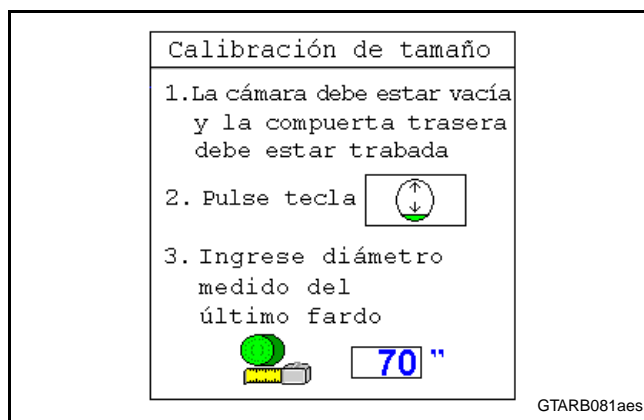 Calibración de tamaño
1.La cámara debe estar vacía
y la compuerta trasera
debe estar trabada
2. Pulse tecla
3. Ingrese diámetro
medido del
último fardo
70 "
GTARB081aes